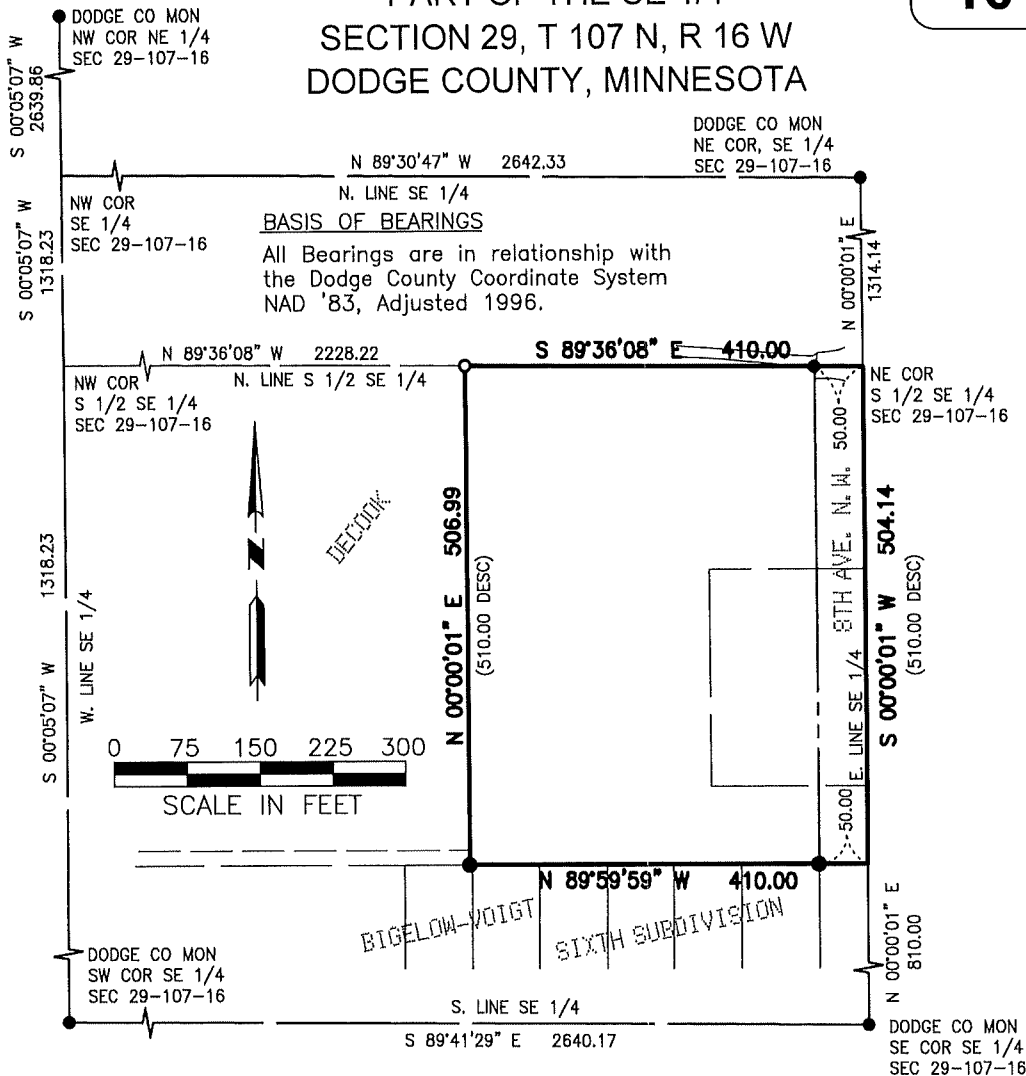 SECTION 29, T 107 N, R 16 W
DODGE COUNTY, MINNESOTA
DODGE CO MON
NW COR NE 1/4
SEC 29-107-16
S 00°05'07" W
2639.86
DODGE CO MON
NE COR, SE 1/4
SEC 29-107-16
N 89°30'47" W 2642.33
N. LINE SE 1/4
NW COR
SE 1/4
SEC 29-107-16
S 00°05'07" W
1318.23
BASIS OF BEARINGS
All Bearings are in relationship with
the Dodge County Coordinate System
NAD '83, Adjusted 1996.
N 00°00'01" E
1314.14
N 89°36'08" W 2228.22
N. LINE S 1/2 SE 1/4
S 89°36'08" E 410.00
NW COR
S 1/2 SE 1/4
SEC 29-107-16
NE COR
S 1/2 SE 1/4
SEC 29-107-16
50.00
N
DECOOK
N 00°00'01" E 506.99
(510.00 DESC)
8TH AVE. N.W.
E. LINE SE 1/4
S 00°00'01" W 504.14
(510.00 DESC)
S 00°05'07" W 1318.23
W. LINE SE 1/4
0 75 150 225 300
SCALE IN FEET
50.00
N 89°59'59" W 410.00
BIGELOW-VOIGT
SIXTH SUBDIVISION
N 00°00'01" E
810.00
DODGE CO MON
SW COR SE 1/4
SEC 29-107-16
S. LINE SE 1/4
S 89°41'29" E 2640.17
DODGE CO MON
SE COR SE 1/4
SEC 29-107-16